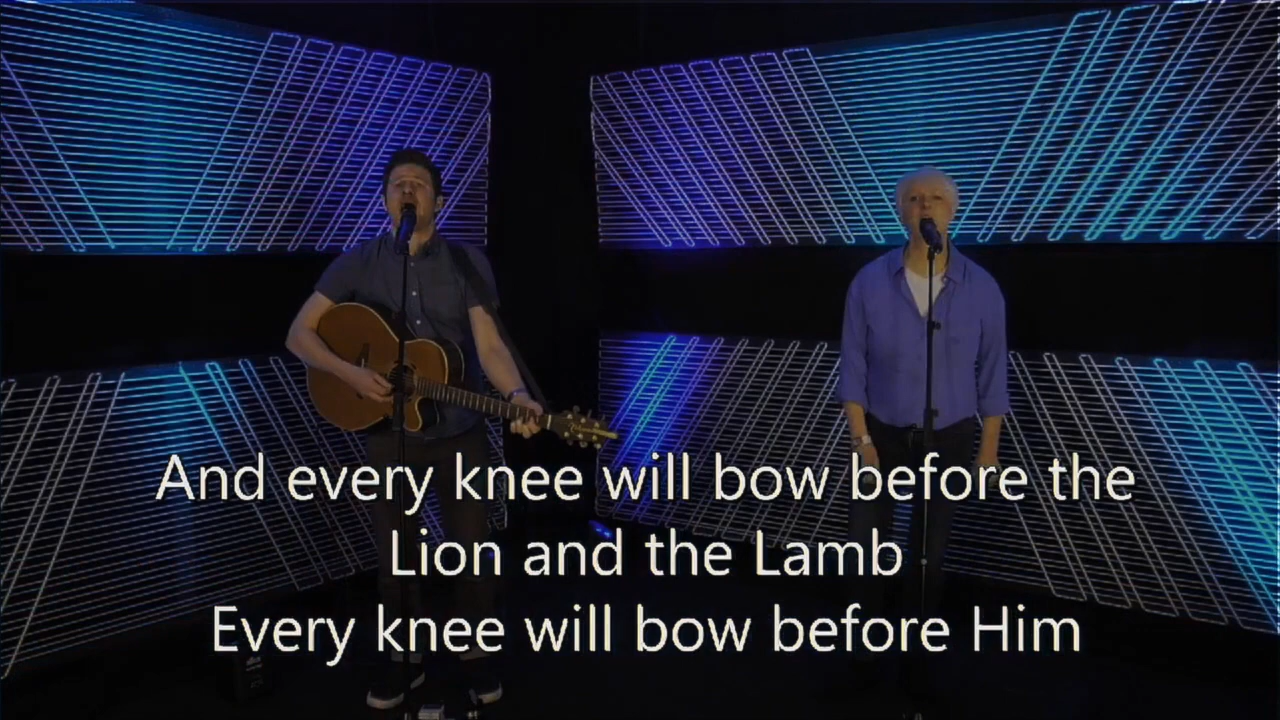 And every knee will bow before the
Lion and the Lamb
Every knee will bow before Him